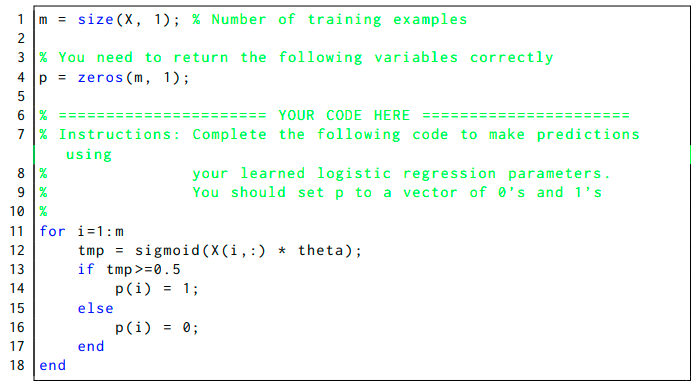 1 m = size(X, 1); % Number of training examples
2
3 % You need to return the following variables correctly
4 p = zeros(m, 1);
5
6 % ====================== YOUR CODE HERE ======================
7 % Instructions: Complete the following code to make predictions
using
8 %               your learned logistic regression parameters.
9 %               You should set p to a vector of 0's and 1's
10 %
11 for i=1:m
12     tmp = sigmoid(X(i,:) * theta);
13     if tmp>=0.5
14         p(i) = 1;
15     else
16         p(i) = 0;
17     end
18 end